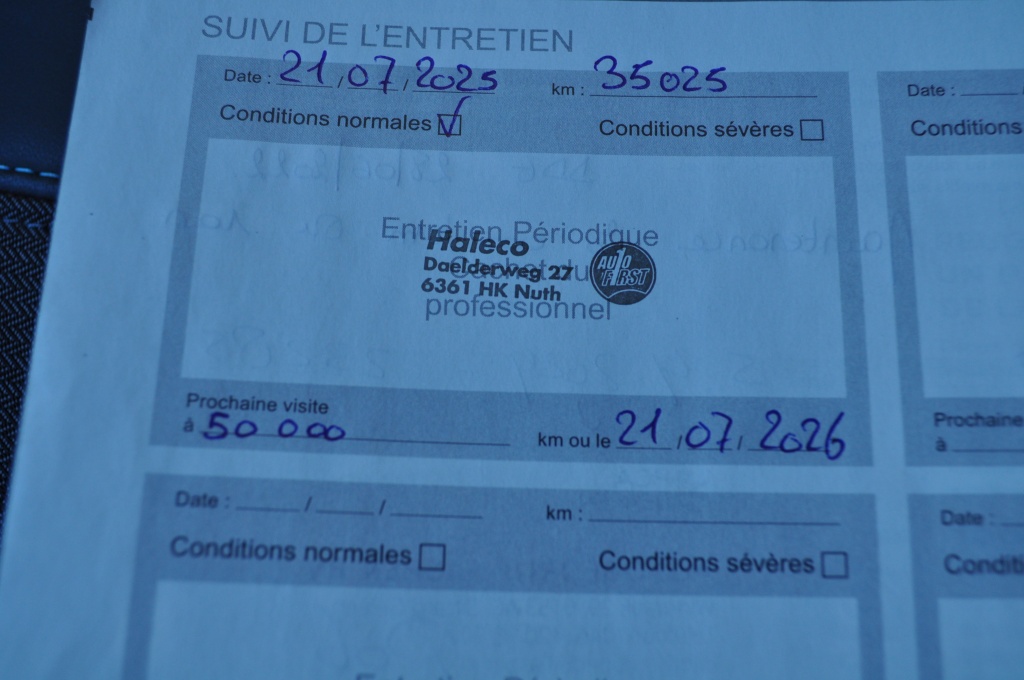 SUIVI DE L'ENTRETIEN
Date : 21/07/2025 km : 35025
Conditions normales Conditions sévères
Entretien Périodique
Cachet du
professionnel
Haleco
Daelderweg 27
6361 HK Nuth
AUTO
FIRST
Prochaine visite
à 50 000 km ou le 21/07/2026
Date : / / km :
Conditions normales Conditions sévères
Date :
Conditions
Prochaine
à
Date :